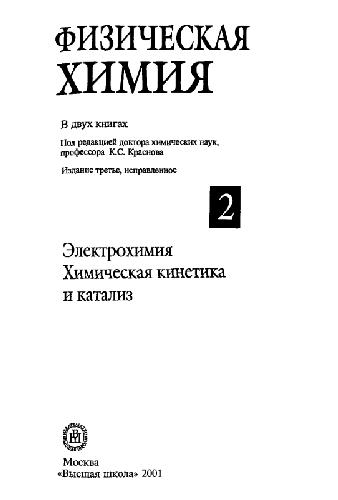 ФИЗИЧЕСКАЯ
ХИМИЯ
В двух книгах
Под редакцией доктора химических наук,
профессора К.С. Краснова
Издание третье, исправленное
2
Электрохимия
Химическая кинетика
и катализ
Москва
«Высшая школа» 2001